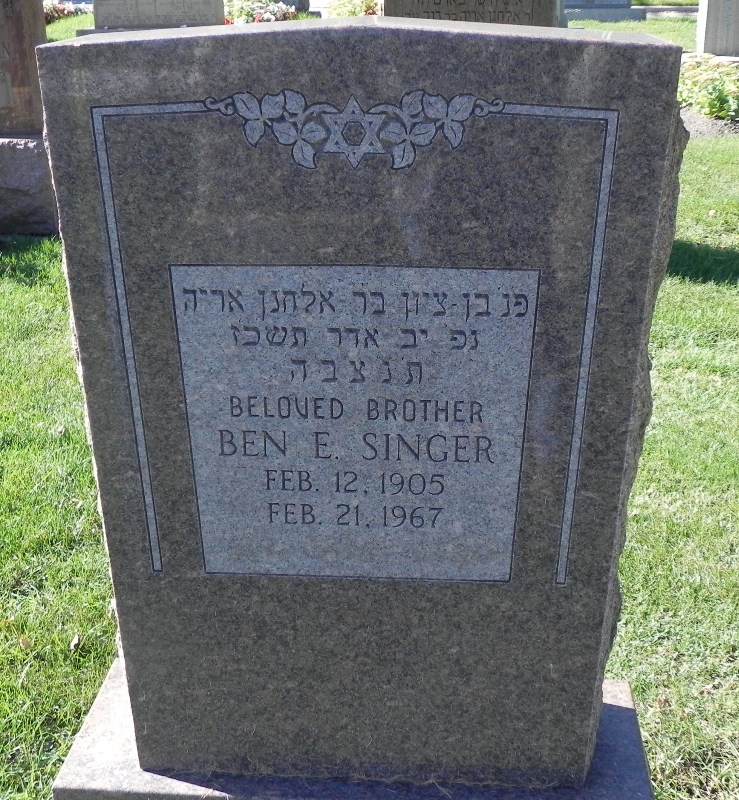 פנ בן-ציון בר אלחנן אריה
נפ יב אדר תשכז
ת נ צ ב ה
BELOVED BROTHER
BEN E. SINGER
FEB. 12, 1905
FEB. 21, 1967